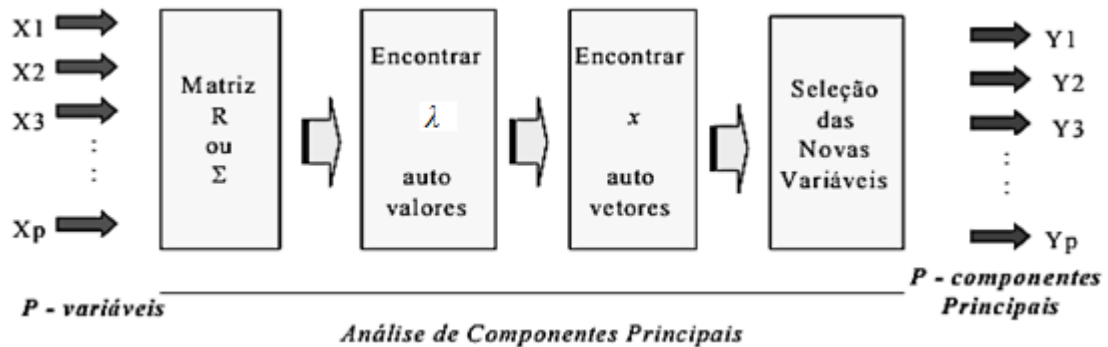 X1
X2
X3
:
:
Xp
P - variáveis
Matriz
R
ou
Σ
Encontrar
λ
auto
valores
Encontrar
x
auto
vetores
Seleção
das
Novas
Variáveis
Y1
Y2
Y3
:
:
Yp
P - componentes
Principais
Análise de Componentes Principais